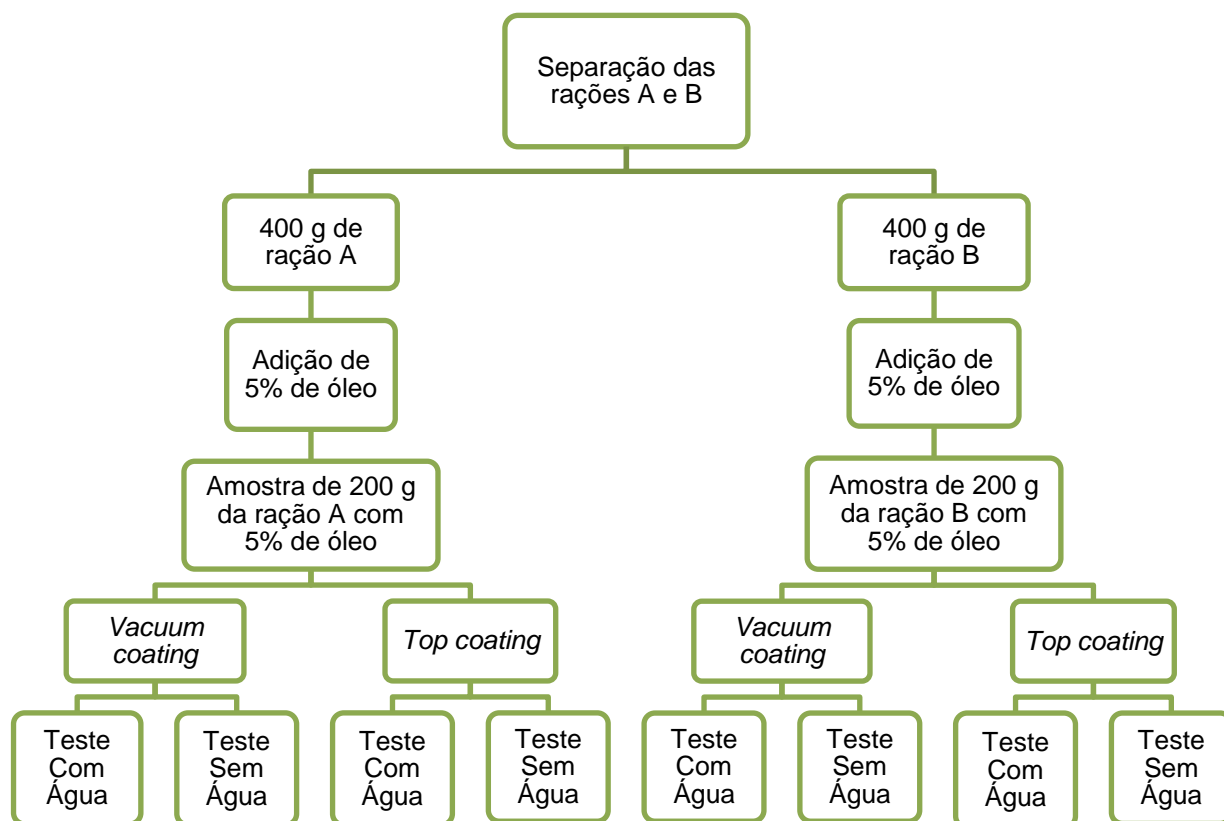 Separação das
rações A e B
400 g de
ração A
400 g de
ração B
Adição de
5% de óleo
Adição de
5% de óleo
Amostra de 200 g
da ração A com
5% de óleo
Amostra de 200 g
da ração B com
5% de óleo
Vacuum
coating
Top coating
Vacuum
coating
Top coating
Teste
Com
Água
Teste
Sem
Água
Teste
Com
Água
Teste
Sem
Água
Teste
Com
Água
Teste
Sem
Água
Teste
Com
Água
Teste
Sem
Água